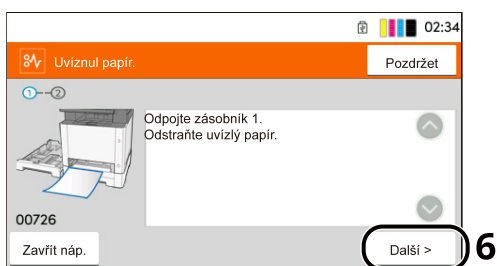 02:34
Uvíznul papír.
Pozdržet
1--2
Odpojte zásobník 1.
Odstraňte uvízlý papír.
00726
Zavřít náp.
Další >
6